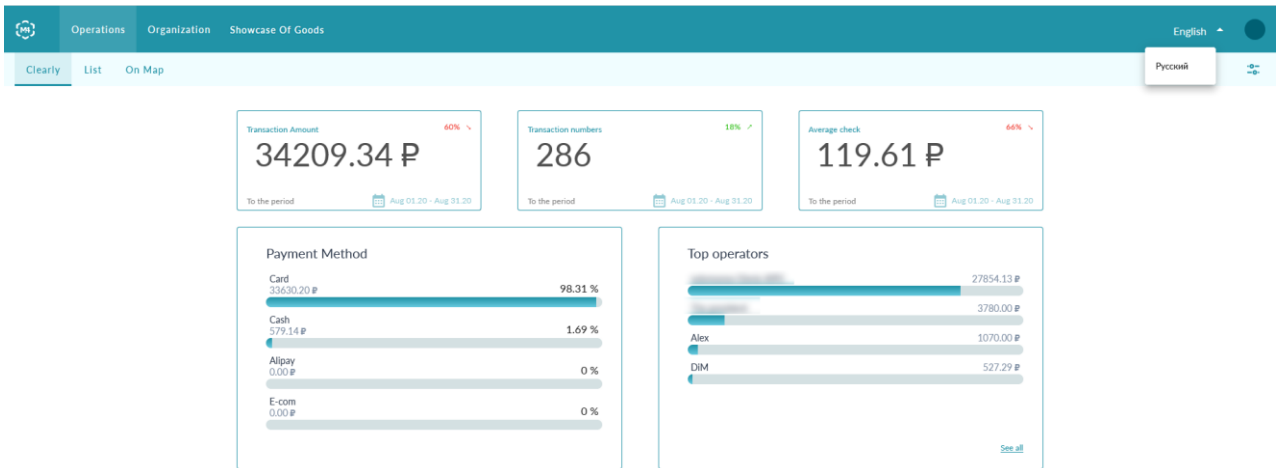 Operations Organization Showcase Of Goods English
Clearly List On Map Русский
Transaction Amount 60%
34209.34 ₽
To the period Aug 01.20 - Aug 31.20
Transaction numbers 18%
286
To the period Aug 01.20 - Aug 31.20
Average check 66%
119.61 ₽
To the period Aug 01.20 - Aug 31.20
Payment Method
Card
33630.20 ₽ 98.31 %
Cash
579.14 ₽ 1.69 %
Alipay
0.00 ₽ 0 %
E-com
0.00 ₽ 0 %
Top operators
27854.13 ₽
3780.00 ₽
Alex 1070.00 ₽
DiM 527.29 ₽
See all